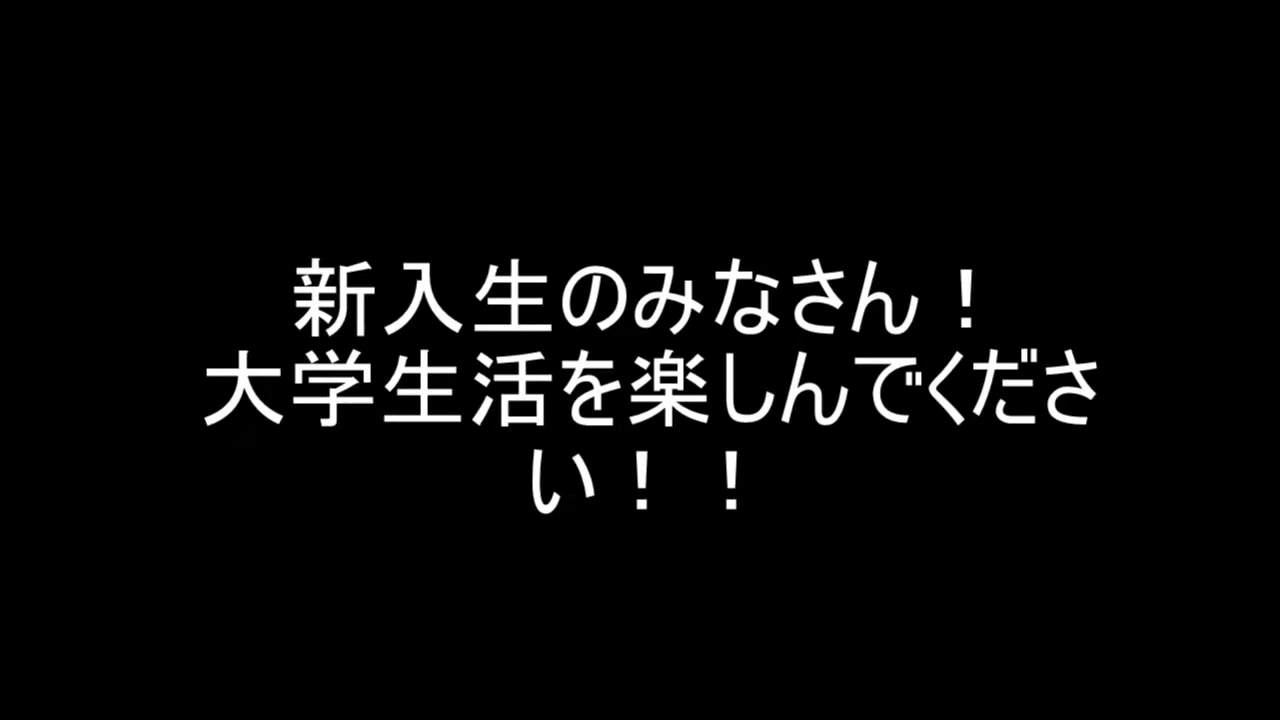 新入生のみなさん！
大学生活を楽しんでくださ
い！！